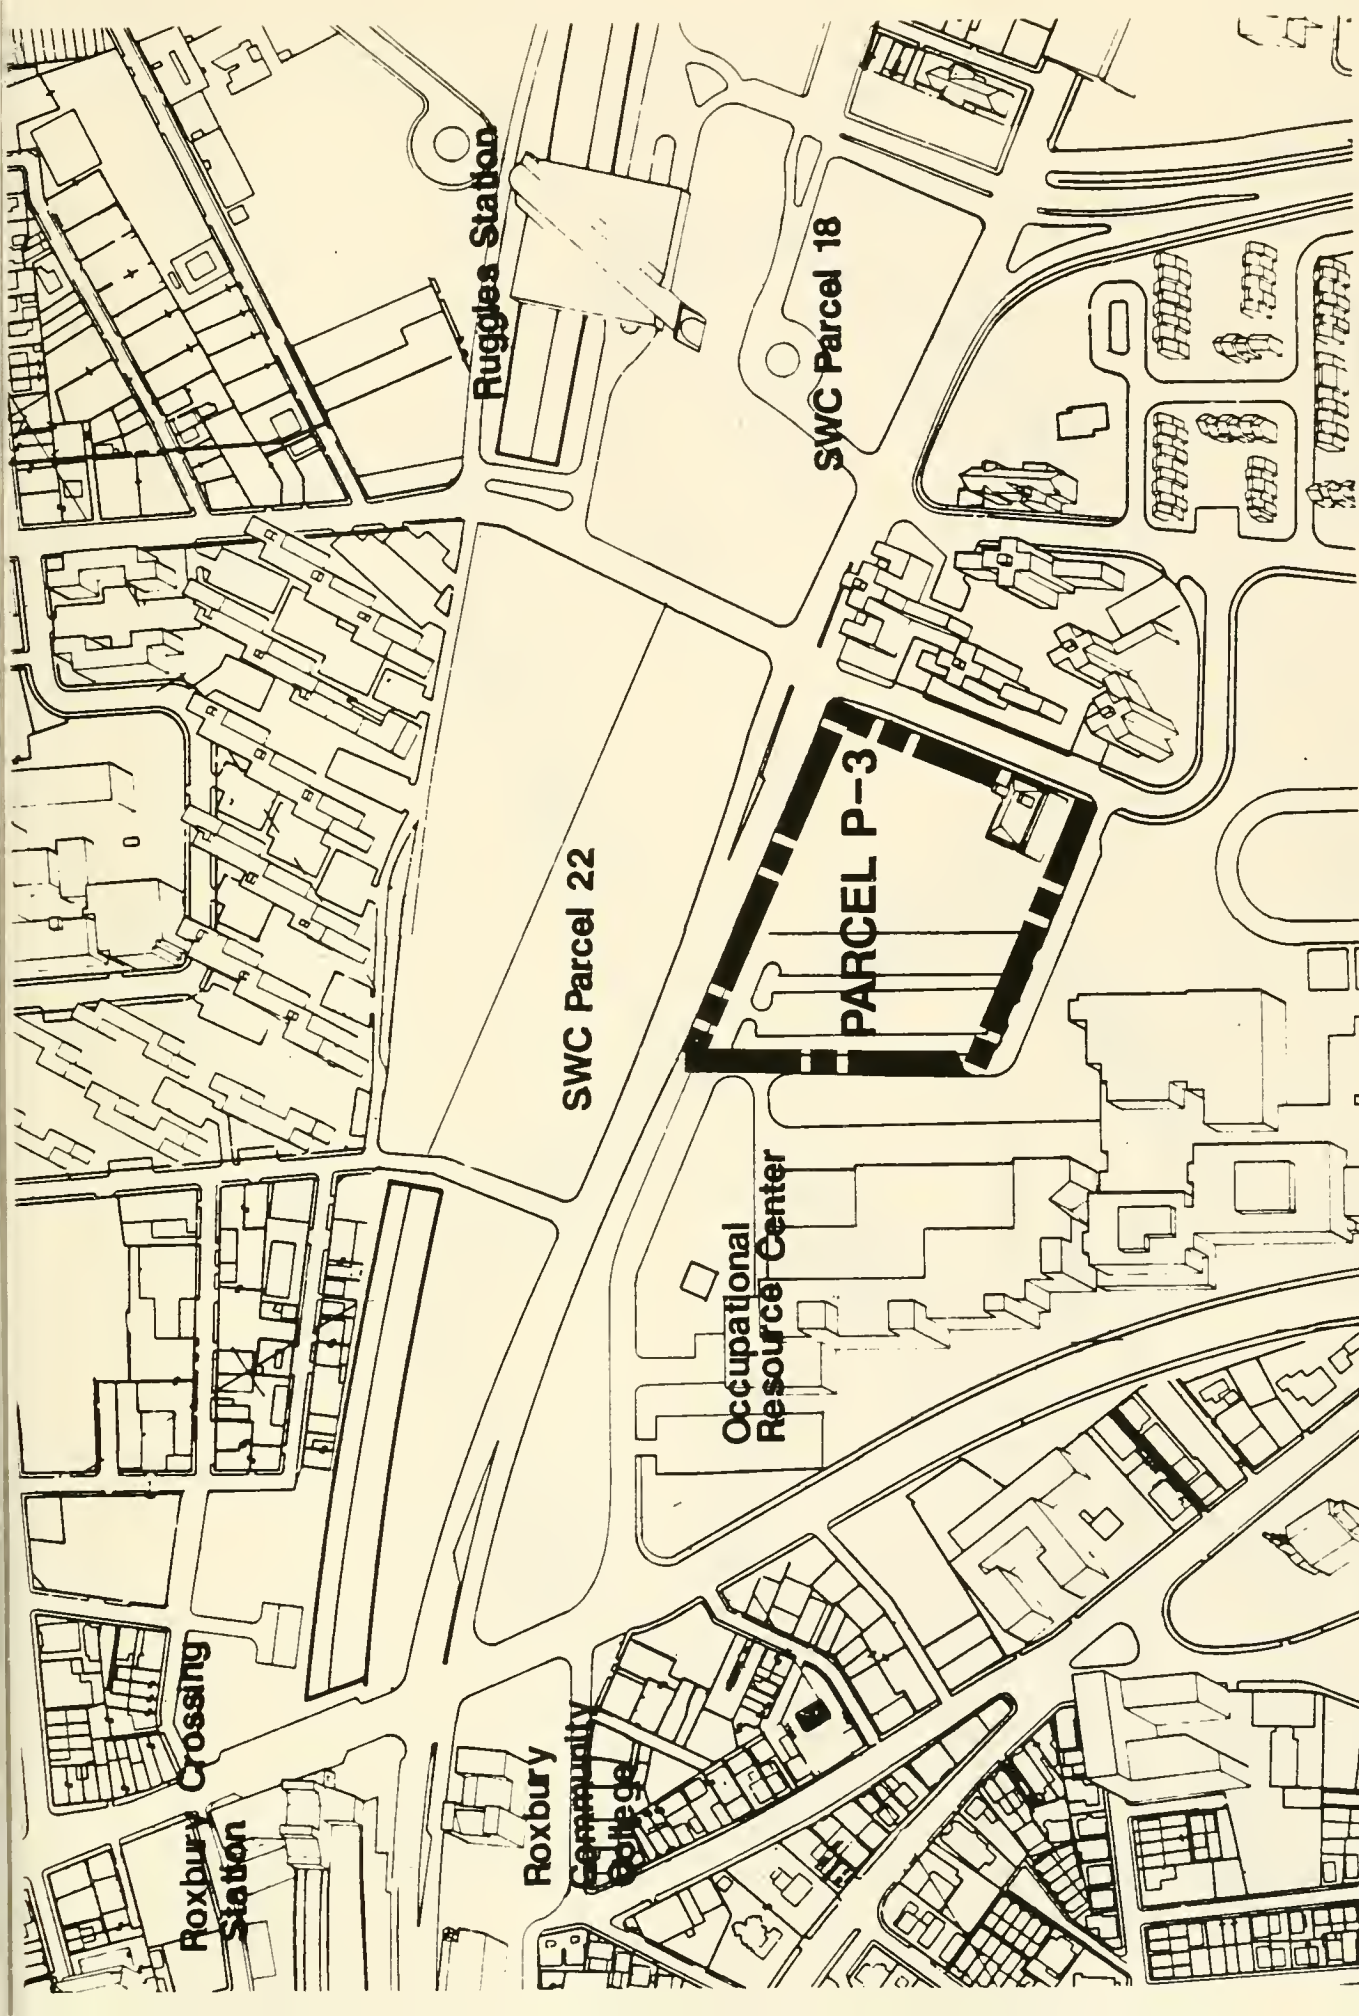 Roxbury Crossing
Station
Roxbury
Community
College
SWC Parcel 22
Ruggles Station
Occupational
Resource Center
PARCEL P-3
SWC Parcel 18